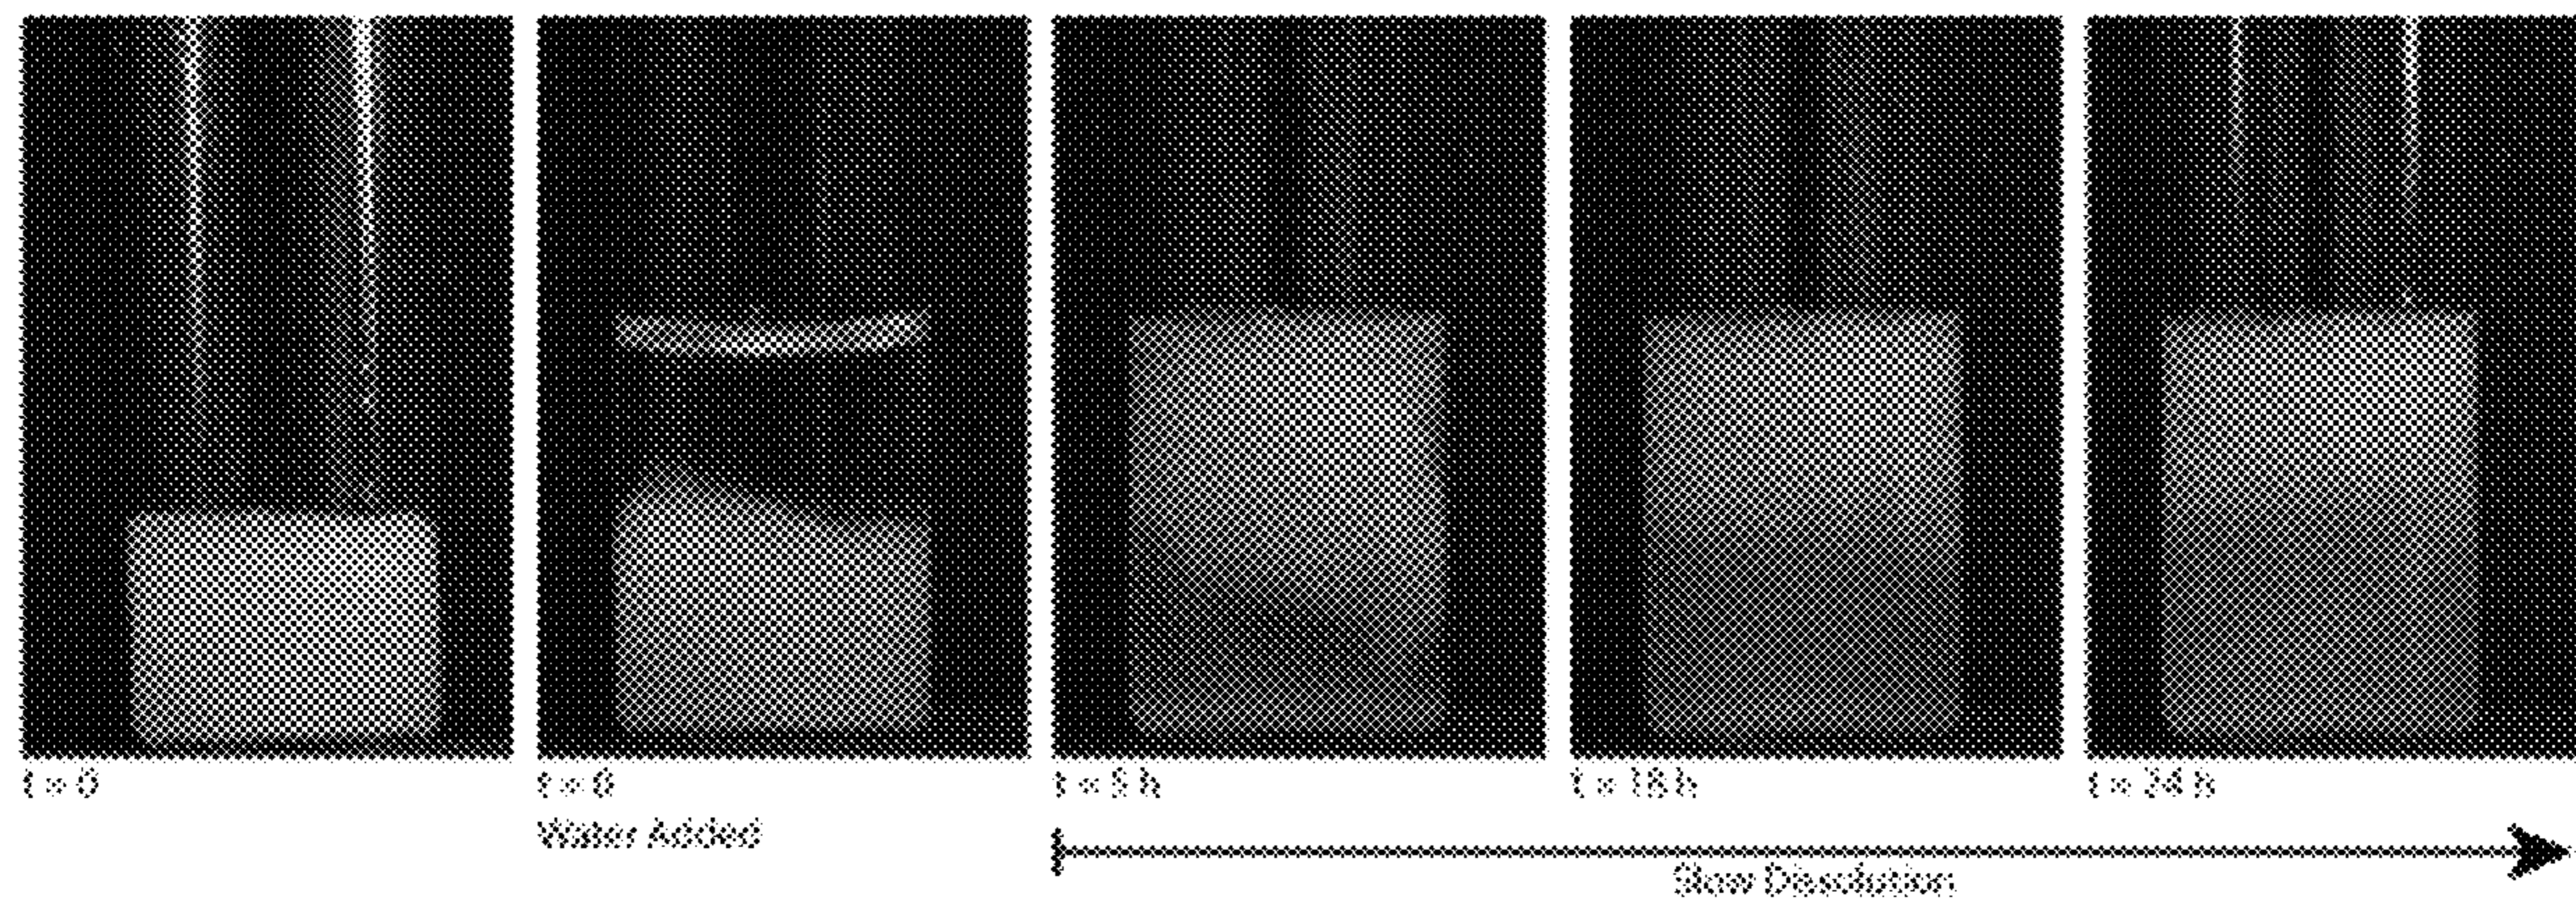 t = 0
t = 0
t = 5 h
t = 18 h
t = 24 h
Water Added
Slow Dissolution